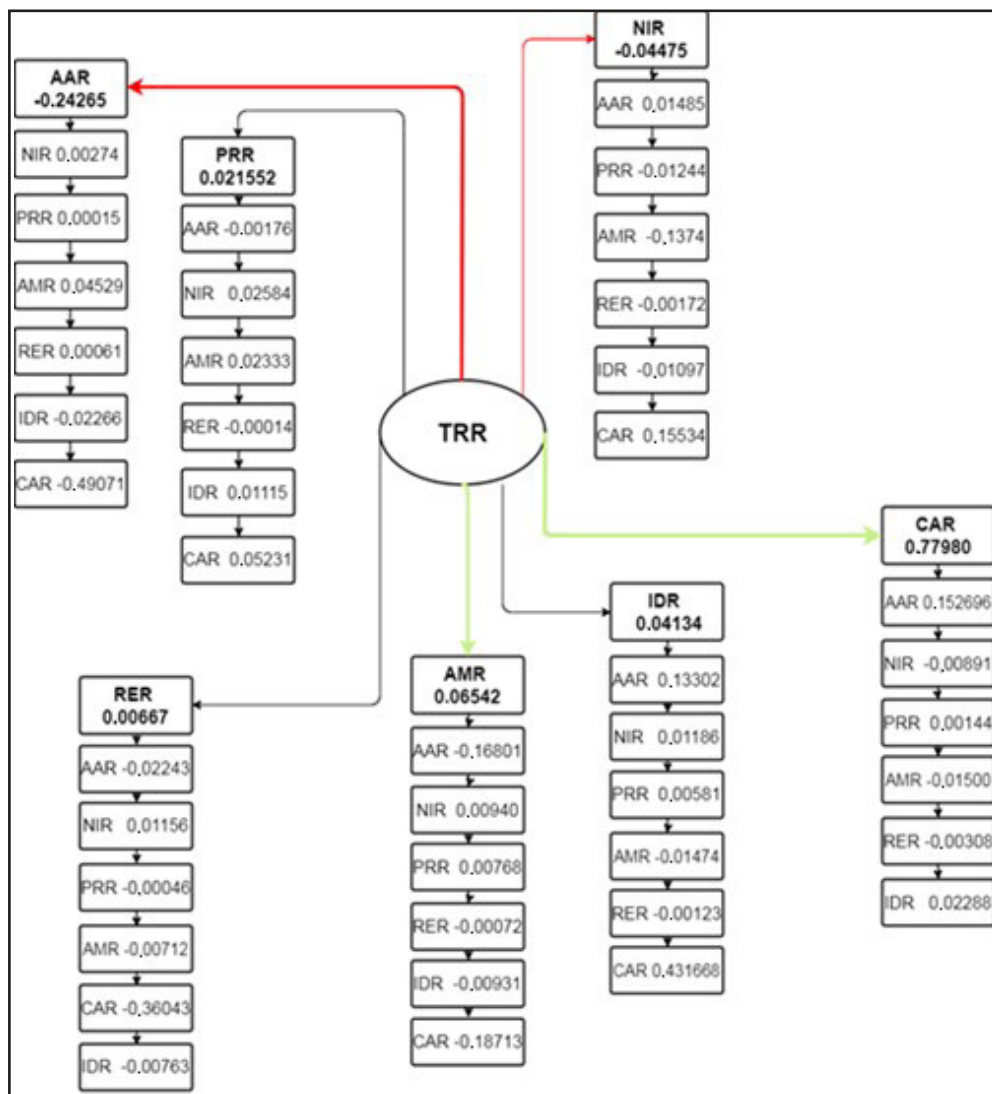 AAR
-0.24265
NIR 0.00274
PRR 0.00015
AMR 0.04529
RER 0.00061
IDR -0.02266
CAR -0.49071
PRR
0.021552
AAR -0.00176
NIR 0.02584
AMR 0.02333
RER -0.00014
IDR 0.01115
CAR 0.05231
NIR
-0.04475
AAR 0.01485
PRR -0.01244
AMR -0.1374
RER -0.00172
IDR -0.01097
CAR 0.15534
TRR
RER
0.00667
AAR -0.02243
NIR 0.01156
PRR -0.00046
AMR -0.00712
CAR -0.36043
IDR -0.00763
AMR
0.06542
AAR -0.16801
NIR 0.00940
PRR 0.00768
RER -0.00072
IDR -0.00931
CAR -0.18713
IDR
0.04134
AAR 0.13302
NIR 0.01186
PRR 0.00581
AMR -0.01474
RER -0.00123
CAR 0.431668
CAR
0.77980
AAR 0.152696
NIR -0.00891
PRR 0.00144
AMR -0.01500
RER -0.00308
IDR 0.02288